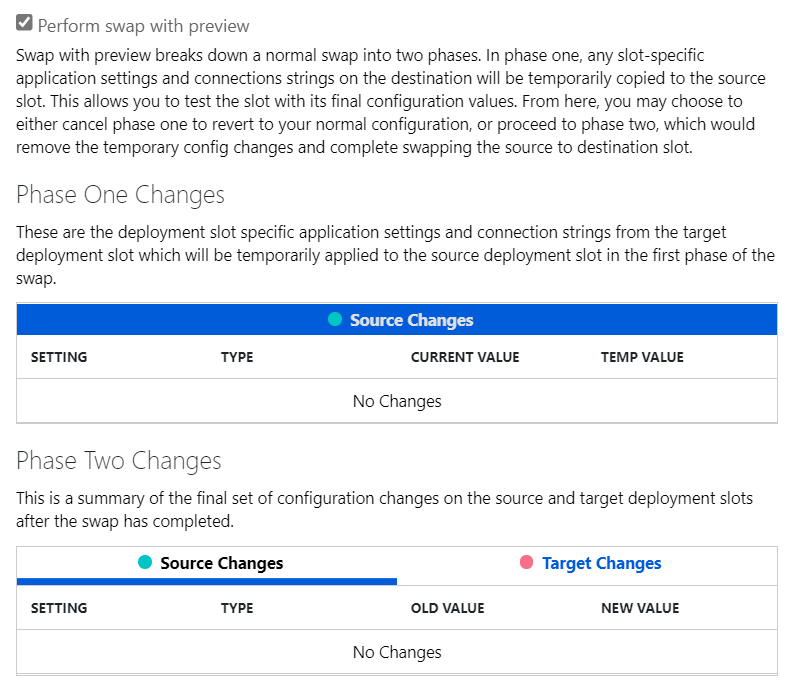 Perform swap with preview
Swap with preview breaks down a normal swap into two phases. In phase one, any slot-specific
application settings and connections strings on the destination will be temporarily copied to the source
slot. This allows you to test the slot with its final configuration values. From here, you may choose to
either cancel phase one to revert to your normal configuration, or proceed to phase two, which would
remove the temporary config changes and complete swapping the source to destination slot.
Phase One Changes
These are the deployment slot specific application settings and connection strings from the target
deployment slot which will be temporarily applied to the source deployment slot in the first phase of the
swap.
Source Changes
SETTING TYPE CURRENT VALUE TEMP VALUE
No Changes
Phase Two Changes
This is a summary of the final set of configuration changes on the source and target deployment slots
after the swap has completed.
Source Changes Target Changes
SETTING TYPE OLD VALUE NEW VALUE
No Changes